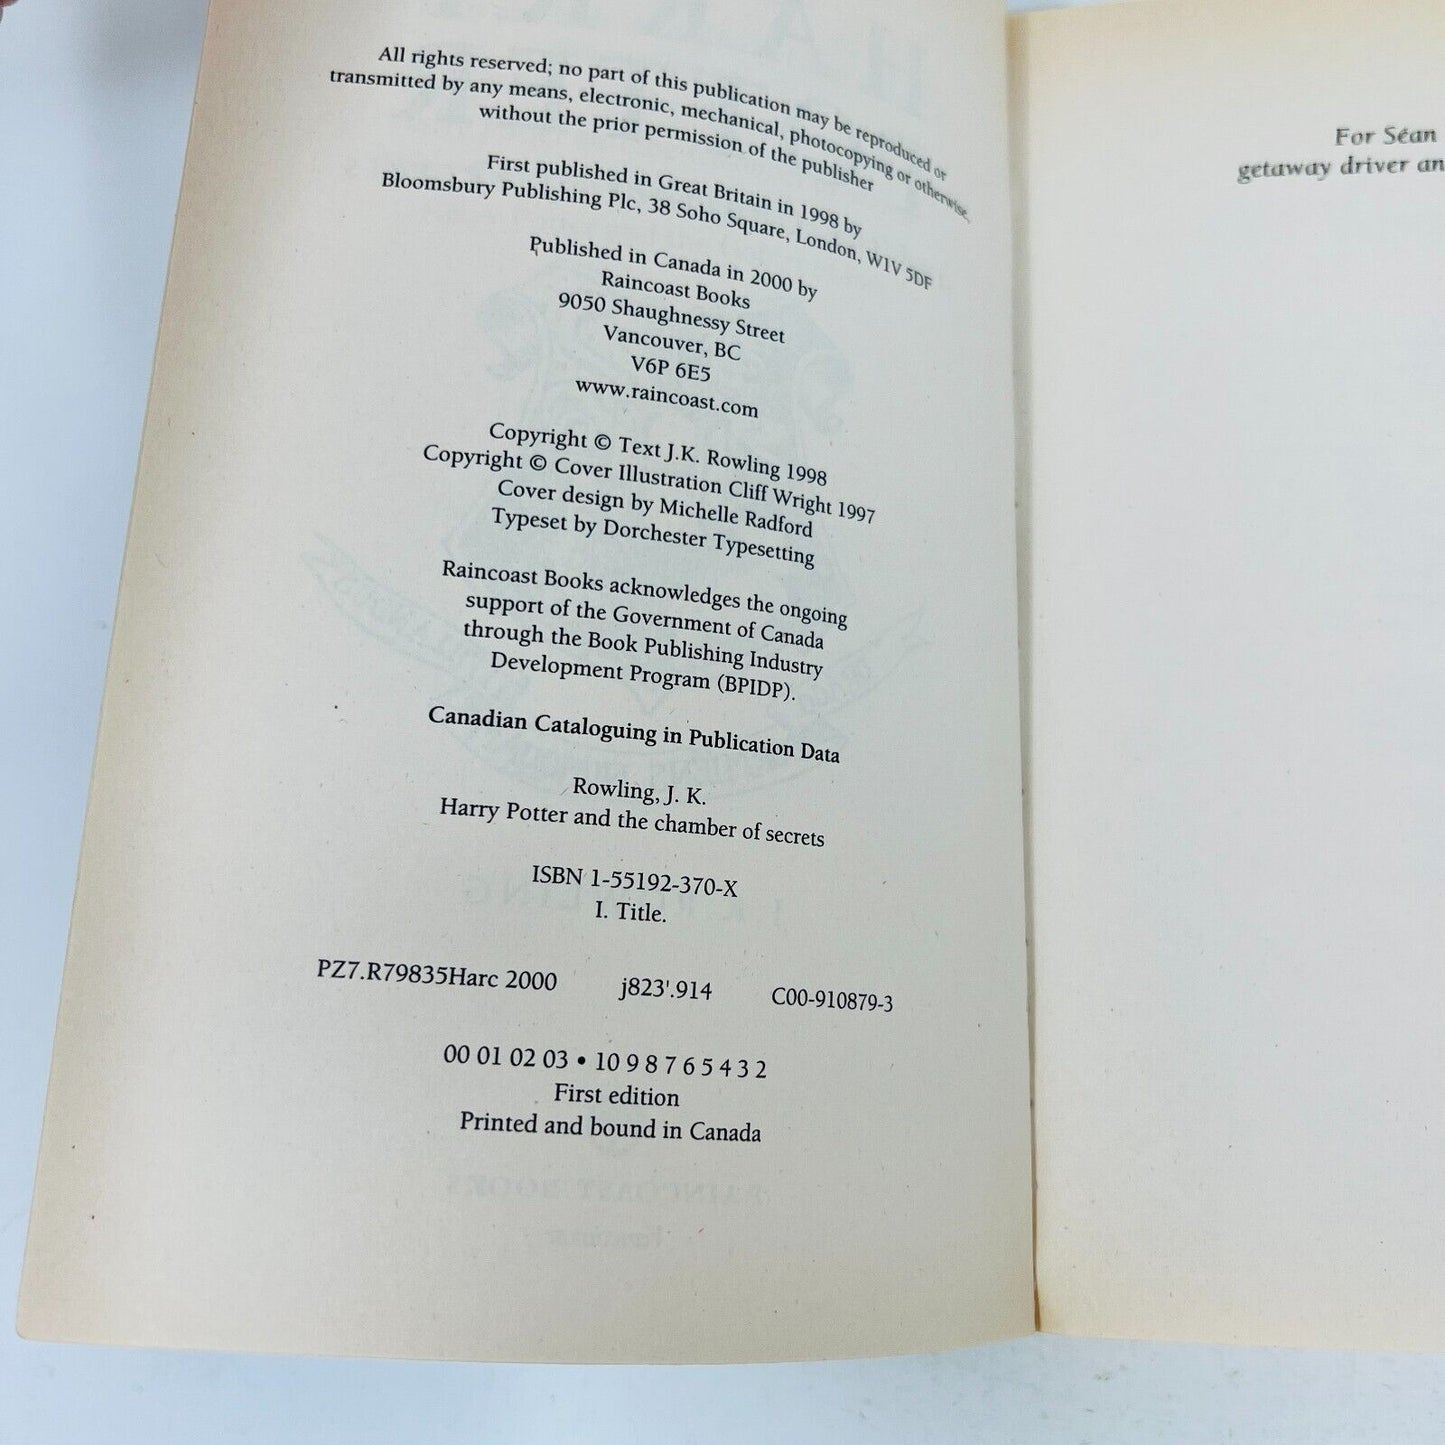 All rights reserved; no part of this publication may be reproduced or
transmitted by any means, electronic, mechanical, photocopying or otherwise,
without the prior permission of the publisher
First published in Great Britain in 1998 by
Bloomsbury Publishing Plc, 38 Soho Square, London, W1V 5DF
Published in Canada in 2000 by
Raincoast Books
9050 Shaughnessy Street
Vancouver, BC
V6P 6E5
www.raincoast.com
Copyright © Text J.K. Rowling 1998
Copyright © Cover Illustration Cliff Wright 1997
Cover design by Michelle Radford
Typeset by Dorchester Typesetting
Raincoast Books acknowledges the ongoing
support of the Government of Canada
through the Book Publishing Industry
Development Program (BPIDP).
Canadian Cataloguing in Publication Data
Rowling, J. K.
Harry Potter and the chamber of secrets
ISBN 1-55192-370-X
I. Title.
PZ7.R79835Harc 2000 j823'.914 C00-910879-3
00 01 02 03 • 10 9 8 7 6 5 4 3 2
First edition
Printed and bound in Canada
For Séan
getaway driver an